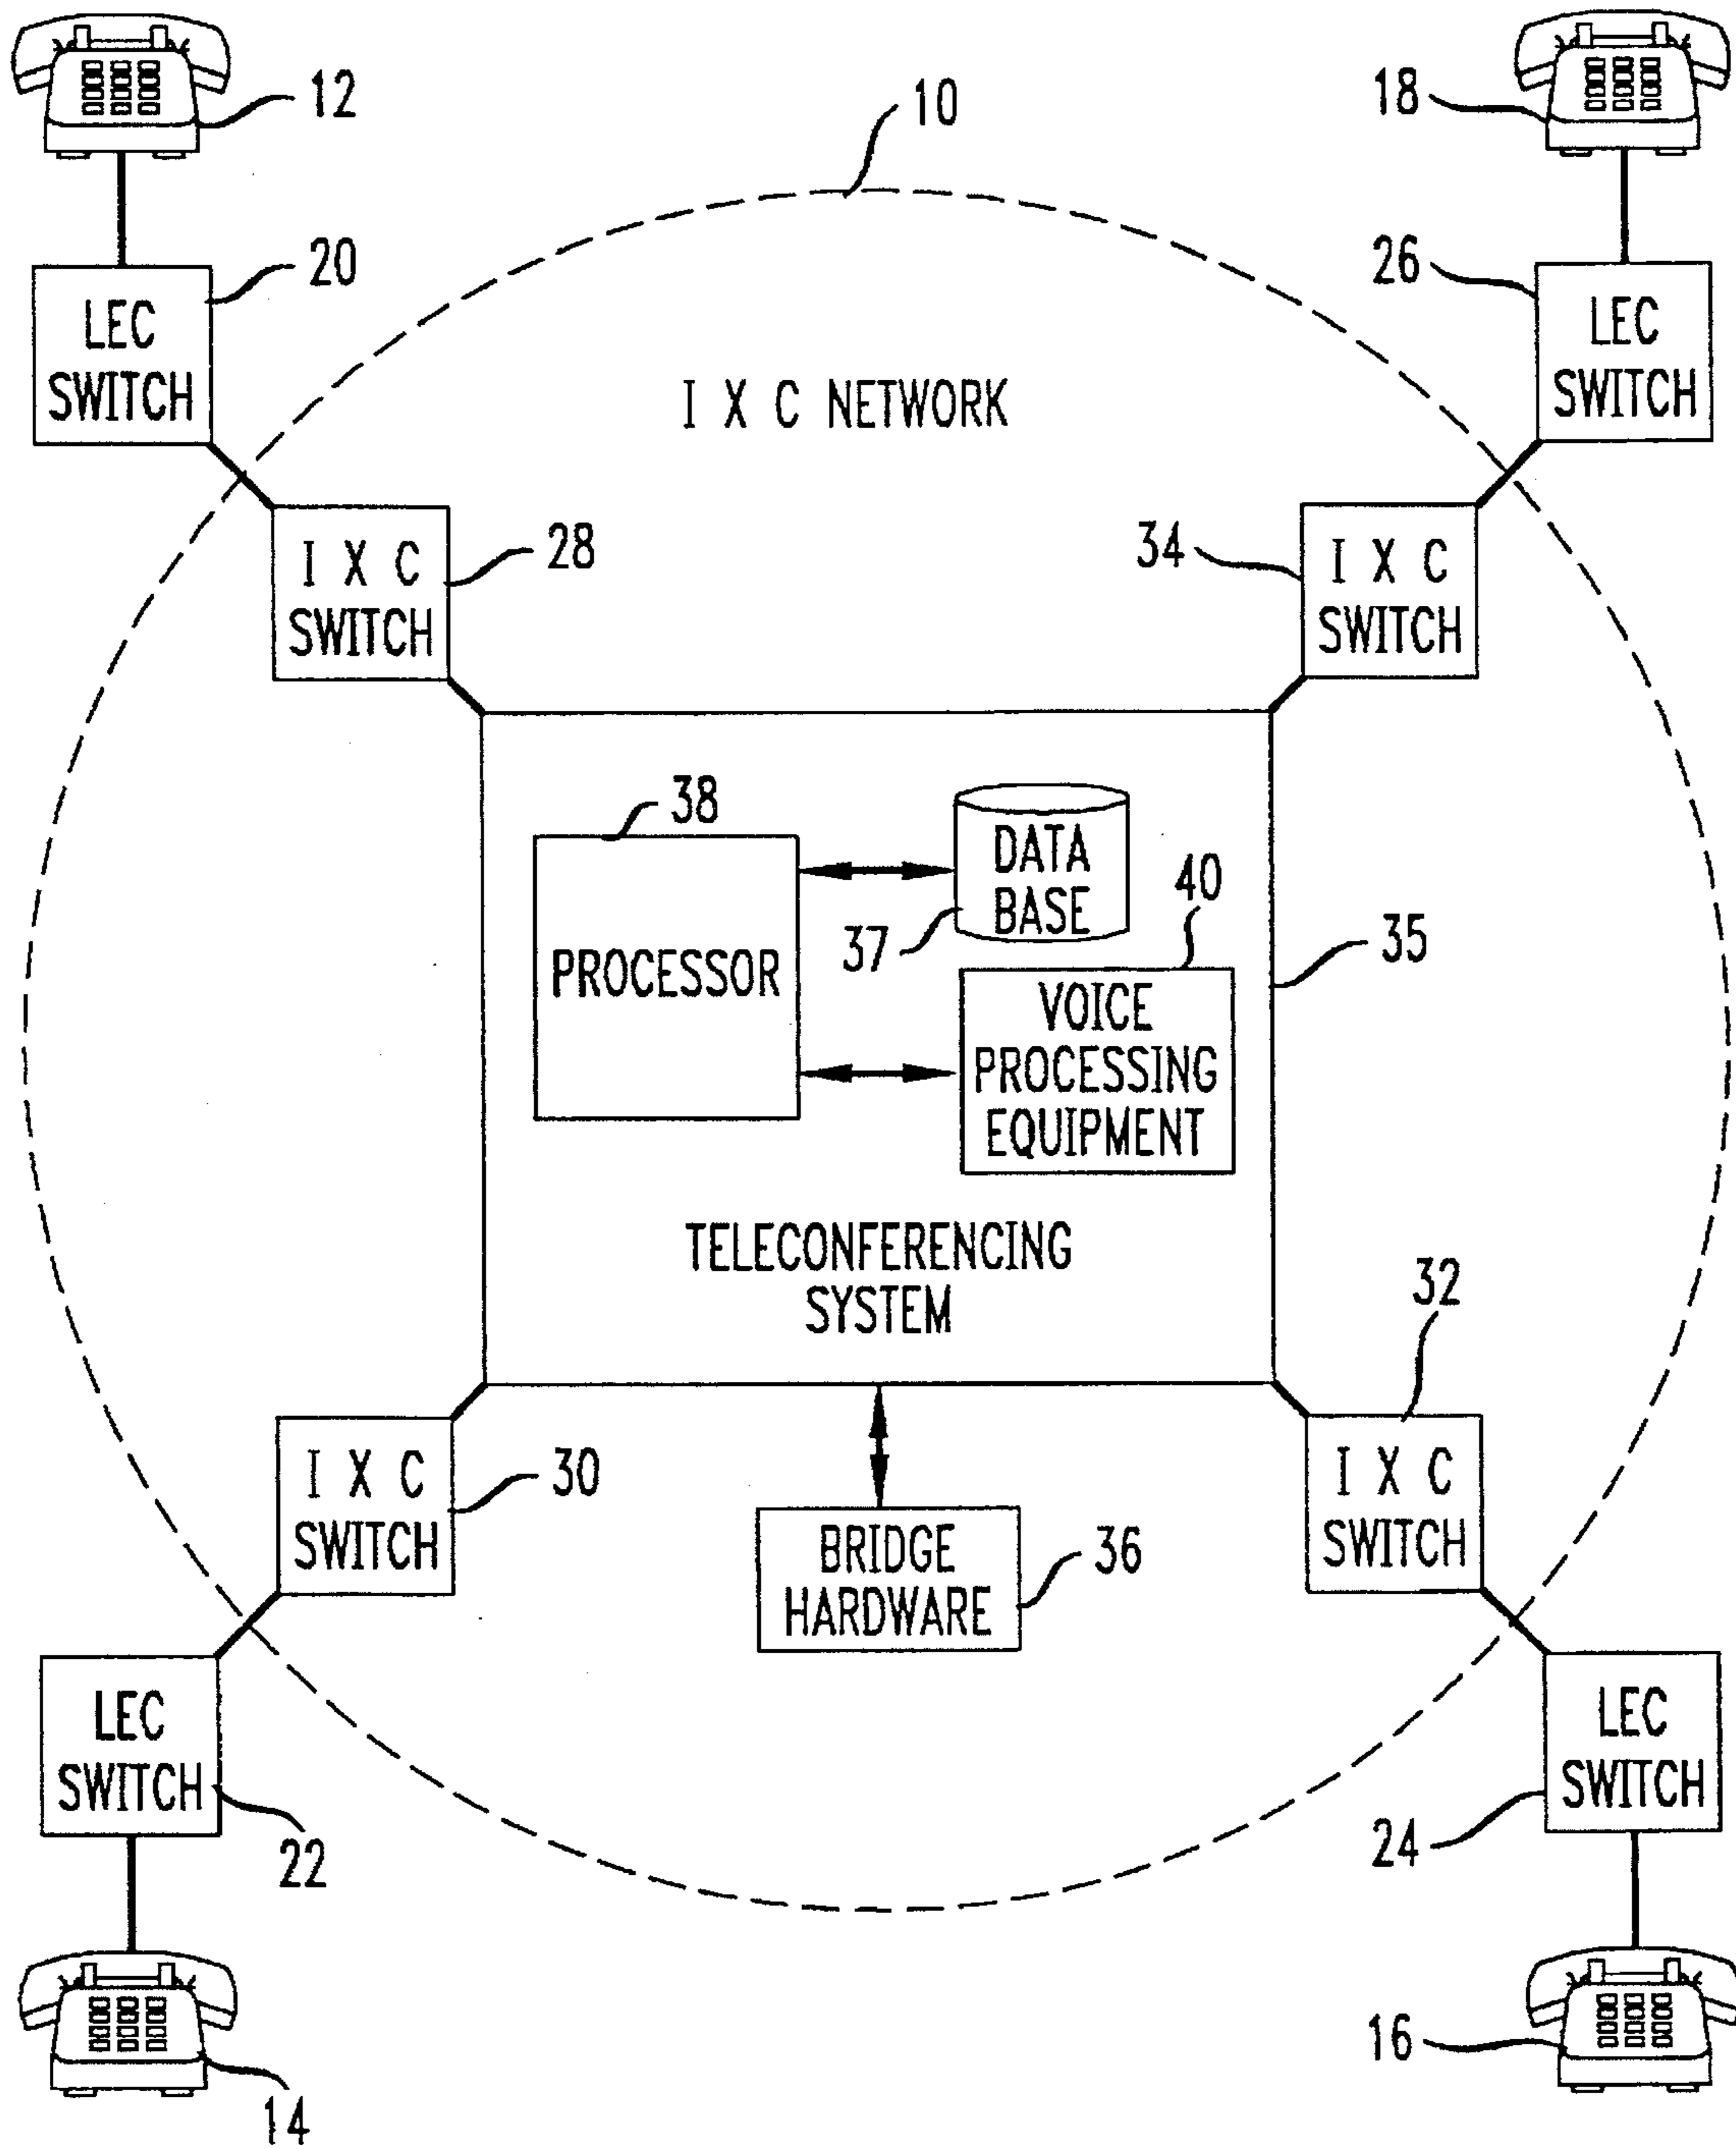 12
10
18
20
LEC
SWITCH
26
LEC
SWITCH
I X C NETWORK
I X C
SWITCH
28
34
I X C
SWITCH
38
PROCESSOR
DATA
BASE
37
40
VOICE
PROCESSING
EQUIPMENT
35
TELECONFERENCING
SYSTEM
32
I X C
SWITCH
30
I X C
SWITCH
BRIDGE
HARDWARE
36
LEC
SWITCH
22
LEC
SWITCH
24
14
16